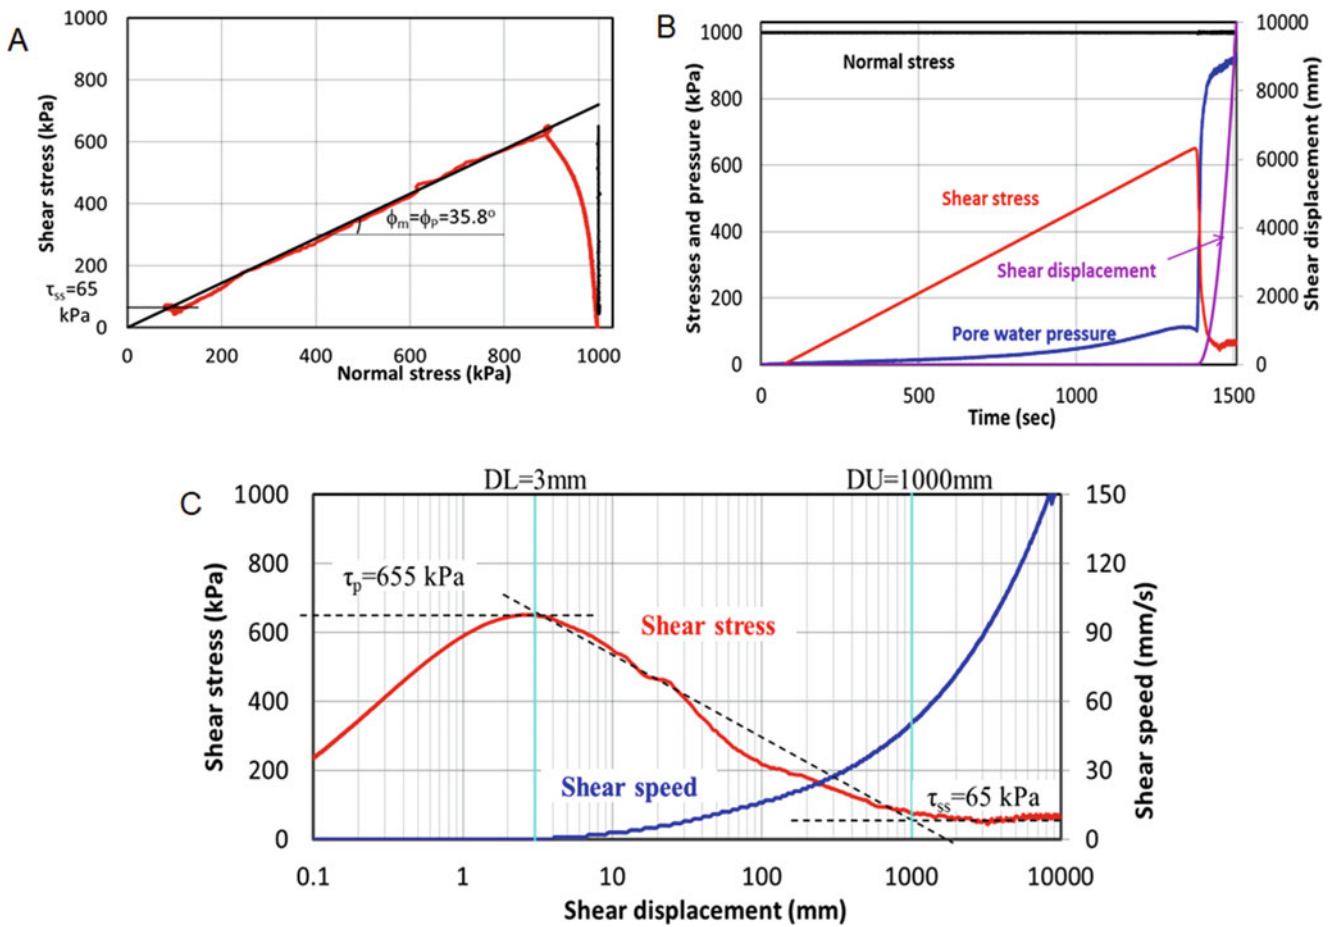 A
1000
800
600
400
200
0
Shear stress (kPa)
τss=65
kPa
ϕm=ϕP=35.8°
0 200 400 600 800 1000
Normal stress (kPa)
B
1000
800
600
400
200
0
Stresses and pressure (kPa)
Normal stress
Shear stress
Shear displacement
Pore water pressure
10000
8000
6000
4000
2000
0
Shear displacement (mm)
0 500 1000 1500
Time (sec)
C
DL=3mm DU=1000mm
1000
800
600
400
200
0
Shear stress (kPa)
τp=655 kPa
Shear stress
Shear speed
τss=65 kPa
150
120
90
60
30
0
Shear speed (mm/s)
0.1 1 10 100 1000 10000
Shear displacement (mm)